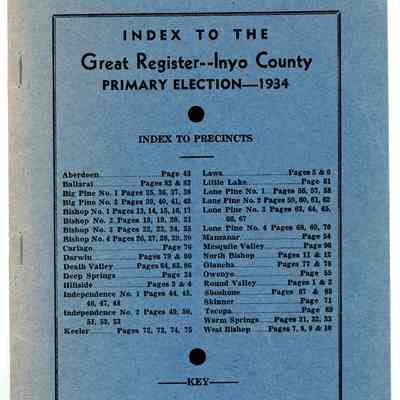 INDEX TO THE
Great Register--Inyo County
PRIMARY ELECTION—1934
INDEX TO PRECINCTS
Aberdeen Page 43
Ballarat Pages 82 & 83
Big Pine No. 1 Pages 35, 36, 37, 38
Big Pine No. 2 Pages 39, 40, 41, 42
Bishop No. 1 Pages 13, 14, 15, 16, 17
Bishop No. 2 Pages 18, 19, 20, 21
Bishop No. 3 Pages 22, 23, 24, 25
Bishop No. 4 Pages 26, 27, 28, 29, 30
Cartago Page 76
Darwin Pages 79 & 80
Death Valley Pages 84, 85, 86
Deep Springs Page 34
Hillside Pages 3 & 4
Independence No. 1 Pages 44, 45,
46, 47, 48
Independence No. 2 Pages 49, 50,
51, 52, 53
Keeler Pages 72, 73, 74, 75
Laws Pages 5 & 6
Little Lake Page 81
Lone Pine No. 1 Pages 56, 57, 58
Lone Pine No. 2 Pages 59, 60, 61, 62
Lone Pine No. 3 Pages 63, 64, 65,
66, 67
Lone Pine No. 4 Pages 68, 69, 70
Manzanar Page 54
Mesquite Valley Page 90
North Bishop Pages 11 & 12
Olancha Pages 77 & 78
Owenyo Page 55
Round Valley Pages 1 & 2
Shoshone Pages 87 & 88
Skinner Page 71
Tecopa Page 89
Warm Springs Pages 31, 32, 33
West Bishop Pages 7, 8, 9 & 10
KEY